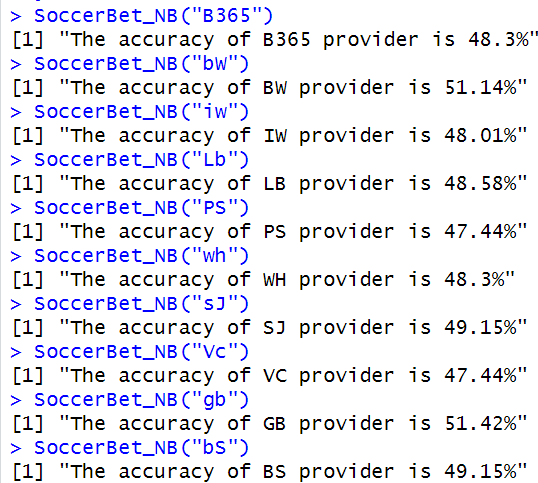 > SoccerBet_NB("B365")
[1] "The accuracy of B365 provider is 48.3%"
> SoccerBet_NB("bW")
[1] "The accuracy of BW provider is 51.14%"
> SoccerBet_NB("iw")
[1] "The accuracy of IW provider is 48.01%"
> SoccerBet_NB("Lb")
[1] "The accuracy of LB provider is 48.58%"
> SoccerBet_NB("PS")
[1] "The accuracy of PS provider is 47.44%"
> SoccerBet_NB("wh")
[1] "The accuracy of WH provider is 48.3%"
> SoccerBet_NB("sJ")
[1] "The accuracy of SJ provider is 49.15%"
> SoccerBet_NB("Vc")
[1] "The accuracy of VC provider is 47.44%"
> SoccerBet_NB("gb")
[1] "The accuracy of GB provider is 51.42%"
> SoccerBet_NB("bS")
[1] "The accuracy of BS provider is 49.15%"